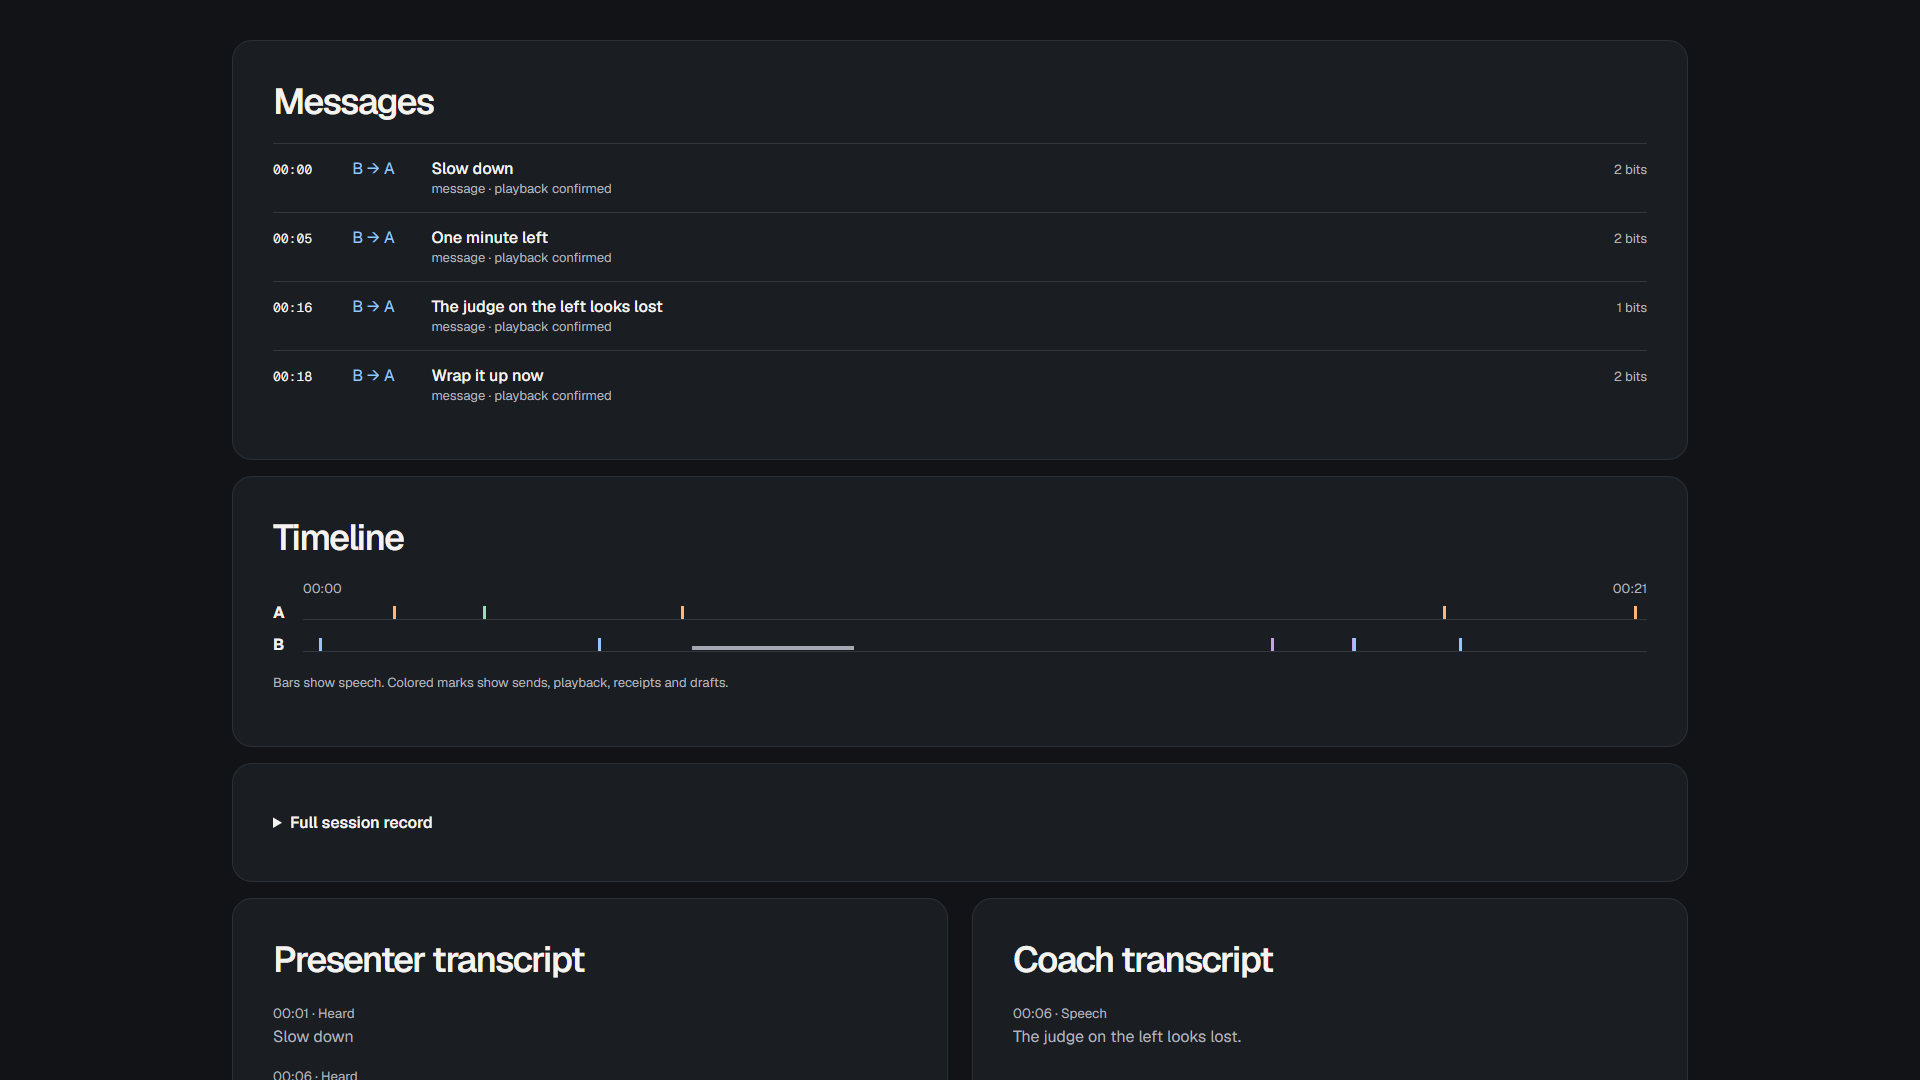 Messages
00:00 B → A Slow down 2 bits
message · playback confirmed
00:05 B → A One minute left 2 bits
message · playback confirmed
00:16 B → A The judge on the left looks lost 1 bits
message · playback confirmed
00:18 B → A Wrap it up now 2 bits
message · playback confirmed
Timeline
00:00 00:21
A
B
Bars show speech. Colored marks show sends, playback, receipts and drafts.
Full session record
Presenter transcript
00:01 · Heard
Slow down
00:06 · Heard
Coach transcript
00:06 · Speech
The judge on the left looks lost.